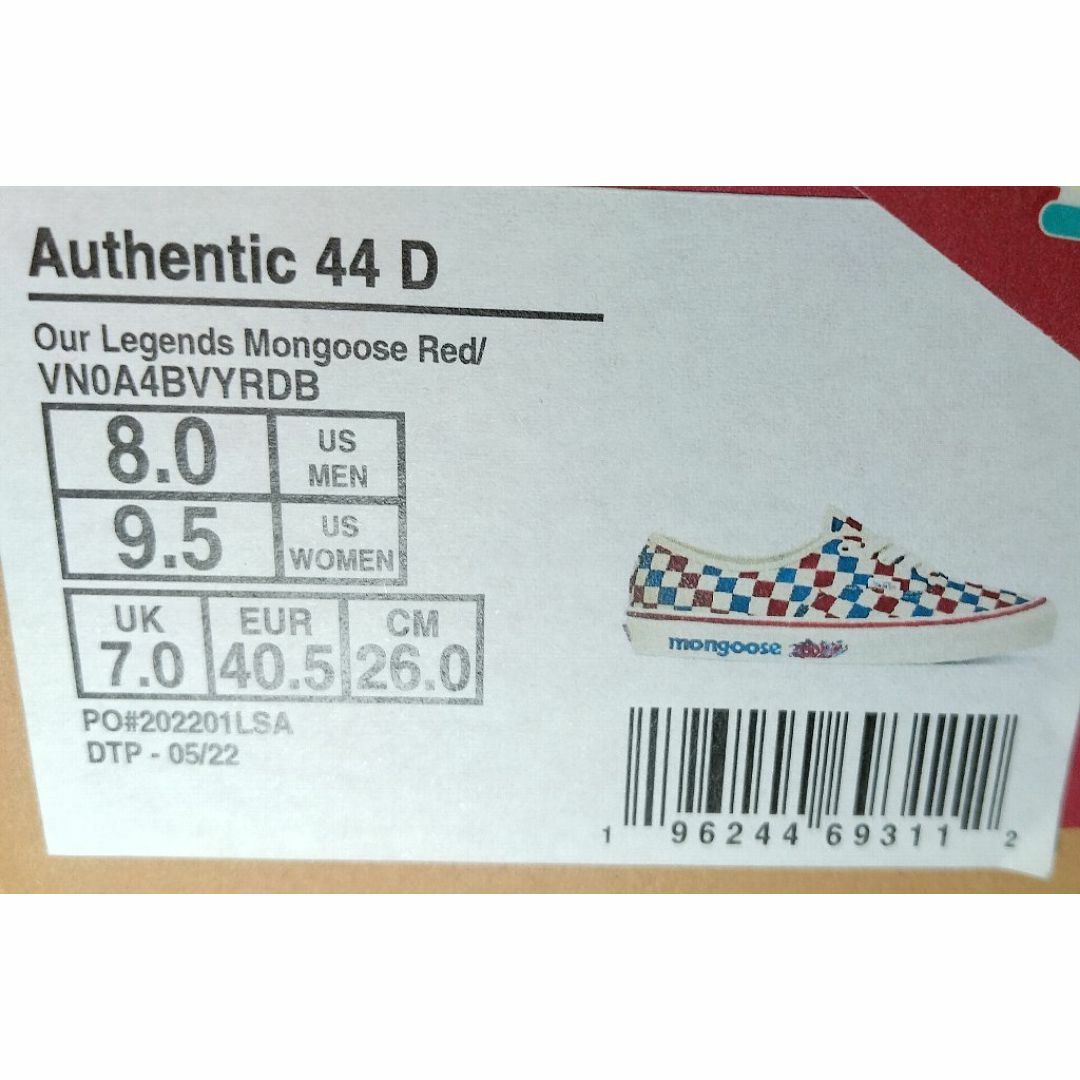 Authentic 44 D
Our Legends Mongoose Red/
VN0A4BVYRDB
8.0 US MEN
9.5 US WOMEN
UK EUR CM
7.0 40.5 26.0
PO#202201LSA
DTP - 05/22
mongoose
1 96244 69311 2